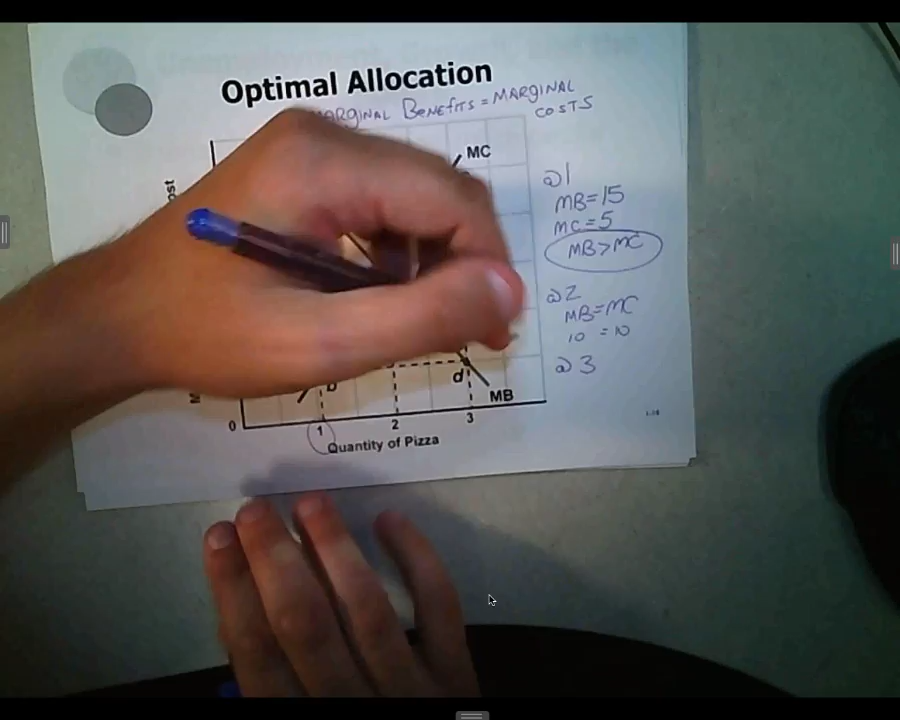 Optimal Allocation
MARGINAL BENEFITS = MARGINAL
COSTS
MC
@1
MB=15
MC=5
MB>MC
@2
MB=MC
10 = 10
@3
b
d
MB
0
1
2
3
Quantity of Pizza